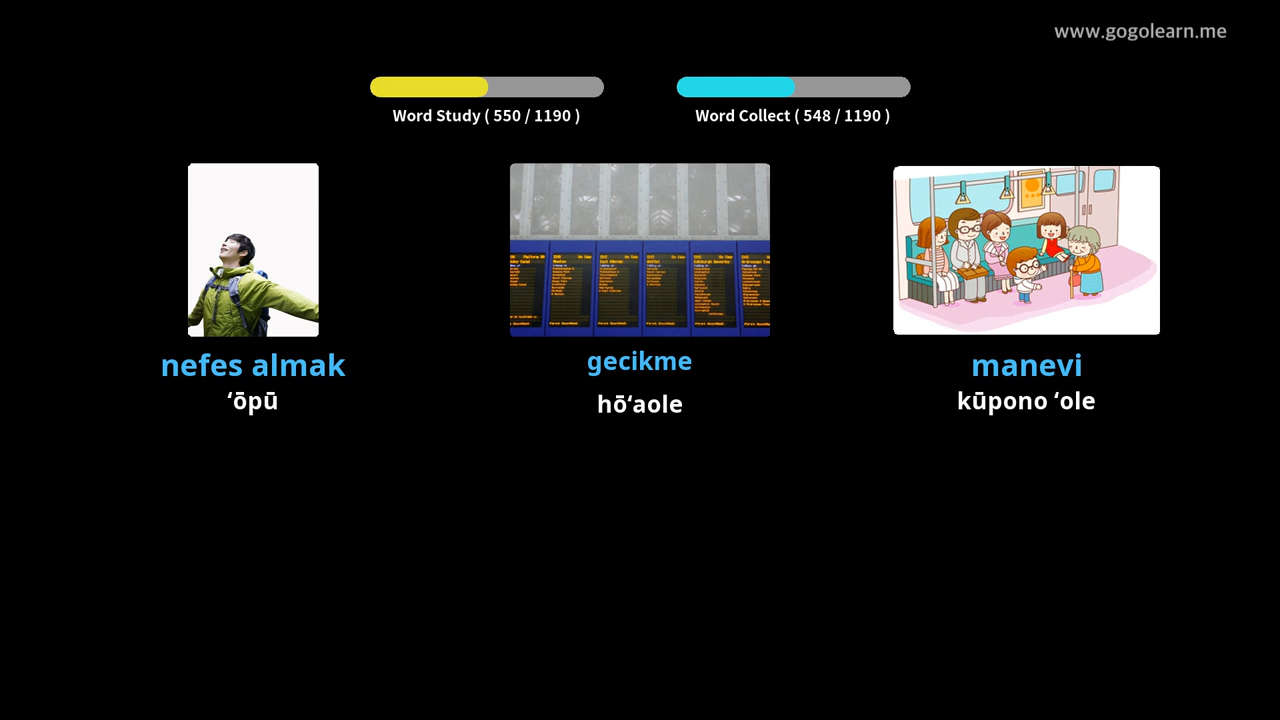 www.gogolearn.me
Word Study ( 550 / 1190 )
Word Collect ( 548 / 1190 )
nefes almak
ʻōpū
gecikme
hōʻaole
manevi
kūpono ʻole